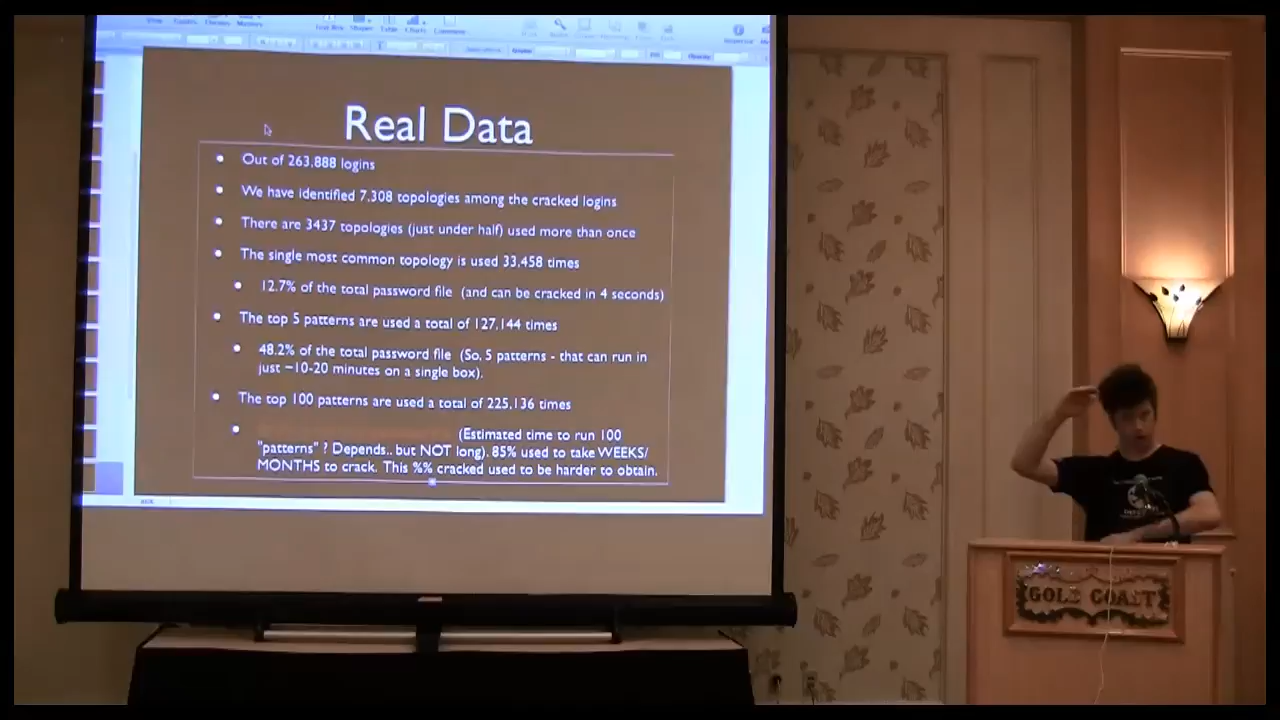 Real Data
Out of 263,888 logins
We have identified 7,308 topologies among the cracked logins
There are 3437 topologies (just under half) used more than once
The single most common topology is used 33,458 times
12.7% of the total password file (and can be cracked in 4 seconds)
The top 5 patterns are used a total of 127,144 times
48.2% of the total password file (So, 5 patterns - that can run in
just ~10-20 minutes on a single box).
The top 100 patterns are used a total of 225,136 times
(Estimated time to run 100
"patterns" ? Depends.. but NOT long). 85% used to take WEEKS/
MONTHS to crack. This %% cracked used to be harder to obtain.
GOLD COAST